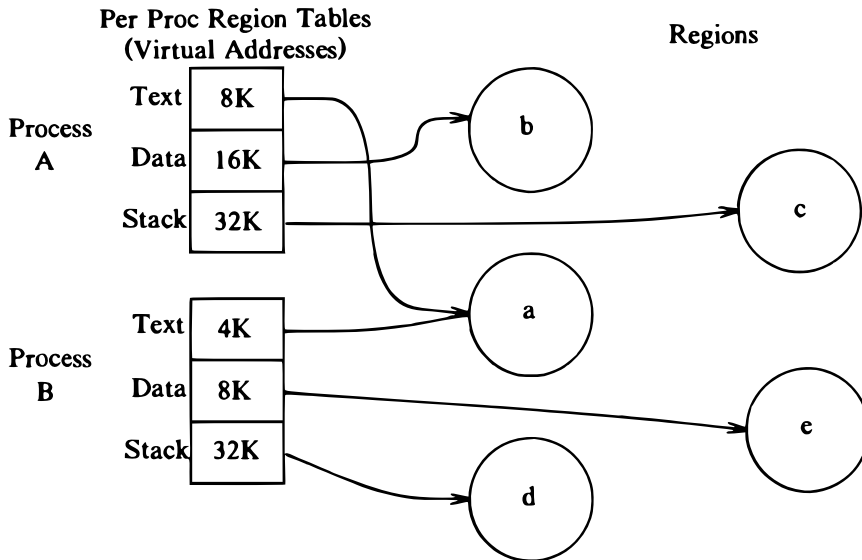 Per Proc Region Tables
(Virtual Addresses)
Regions
Process
A
Text 8K
Data 16K
Stack 32K
b
c
a
Process
B
Text 4K
Data 8K
Stack 32K
e
d